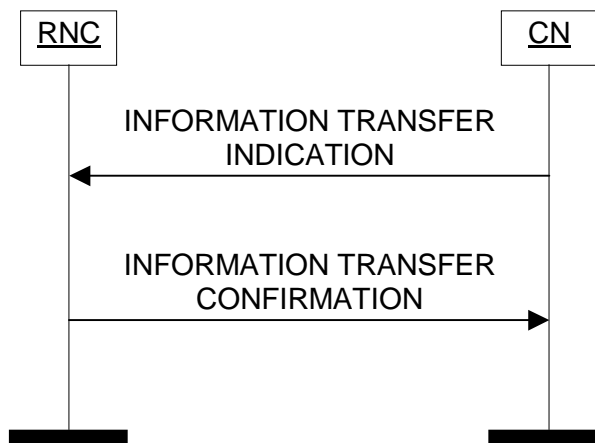 RNC
CN
INFORMATION TRANSFER
INDICATION
INFORMATION TRANSFER
CONFIRMATION